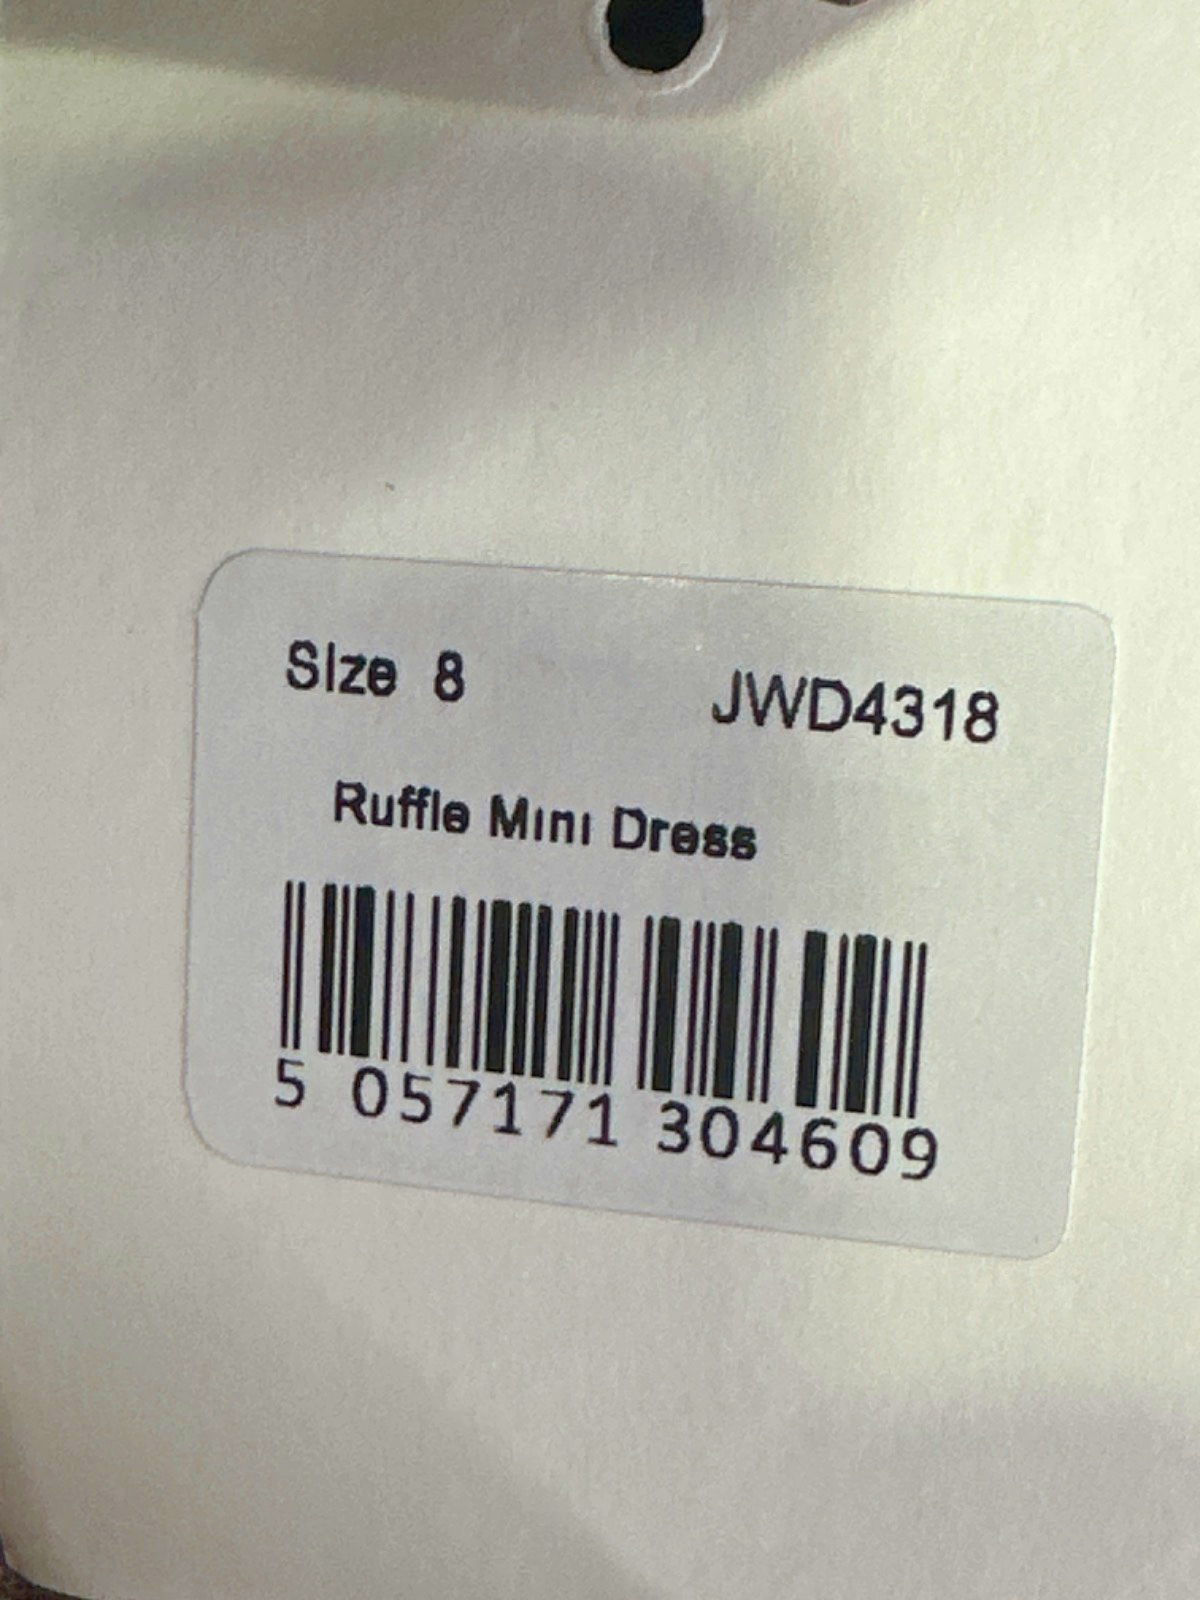 Size 8 JWD4318
Ruffle Mini Dress
5 057171 304609